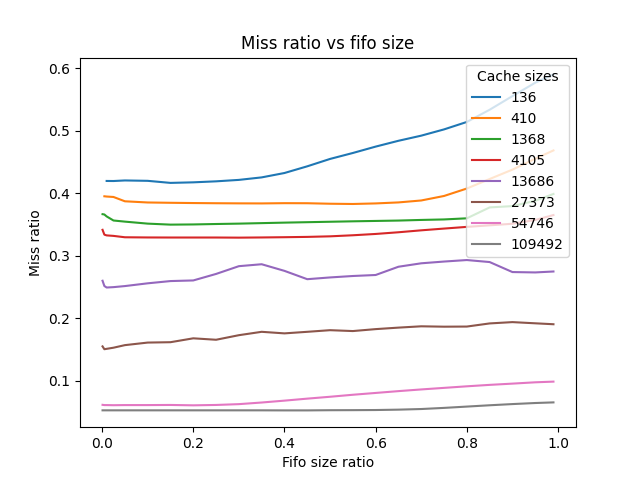 Miss ratio vs fifo size
Cache sizes
136
410
1368
4105
13686
27373
54746
109492
0.6
0.5
0.4
0.3
0.2
0.1
Miss ratio
0.0 0.2 0.4 0.6 0.8 1.0
Fifo size ratio